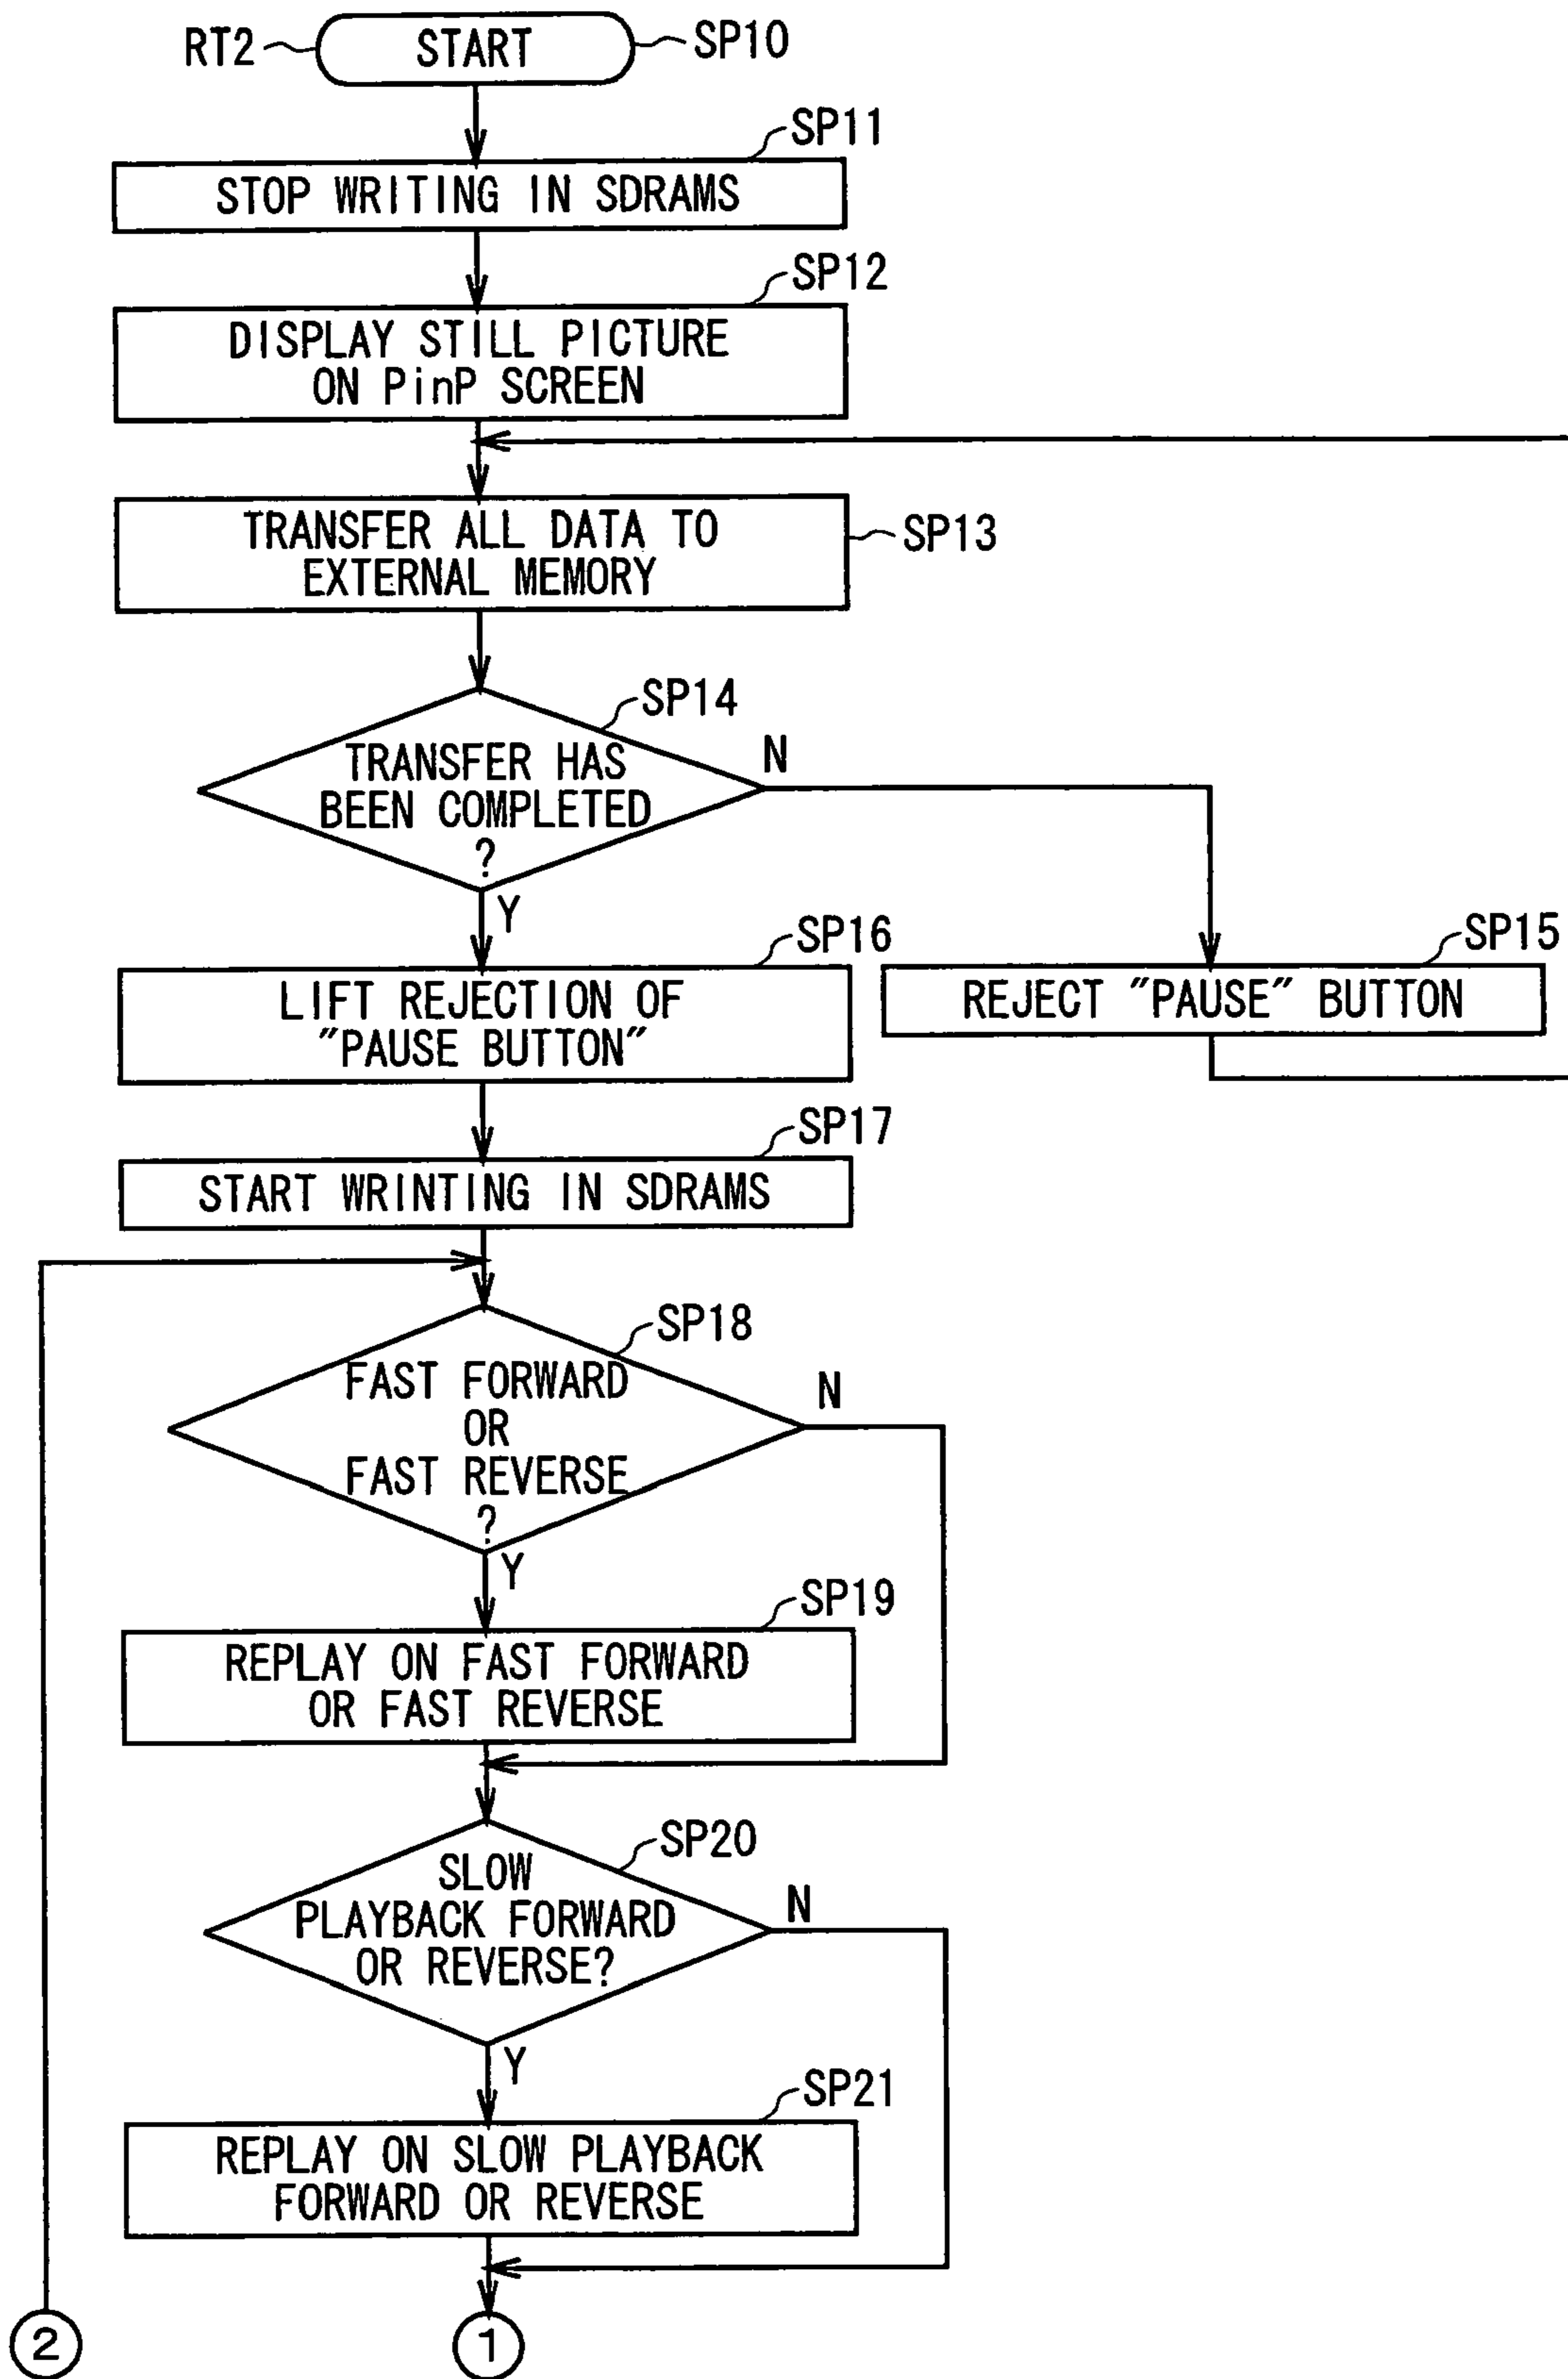 RT2
START
SP10
SP11
STOP WRITING IN SDRAMS
SP12
DISPLAY STILL PICTURE
ON PinP SCREEN
TRANSFER ALL DATA TO
EXTERNAL MEMORY
SP13
SP14
TRANSFER HAS
BEEN COMPLETED
?
N
Y
SP16
LIFT REJECTION OF
"PAUSE BUTTON"
SP15
REJECT "PAUSE" BUTTON
SP17
START WRINTING IN SDRAMS
SP18
FAST FORWARD
OR
FAST REVERSE
?
N
Y
SP19
REPLAY ON FAST FORWARD
OR FAST REVERSE
SP20
SLOW
PLAYBACK FORWARD
OR REVERSE?
N
Y
SP21
REPLAY ON SLOW PLAYBACK
FORWARD OR REVERSE
2
1